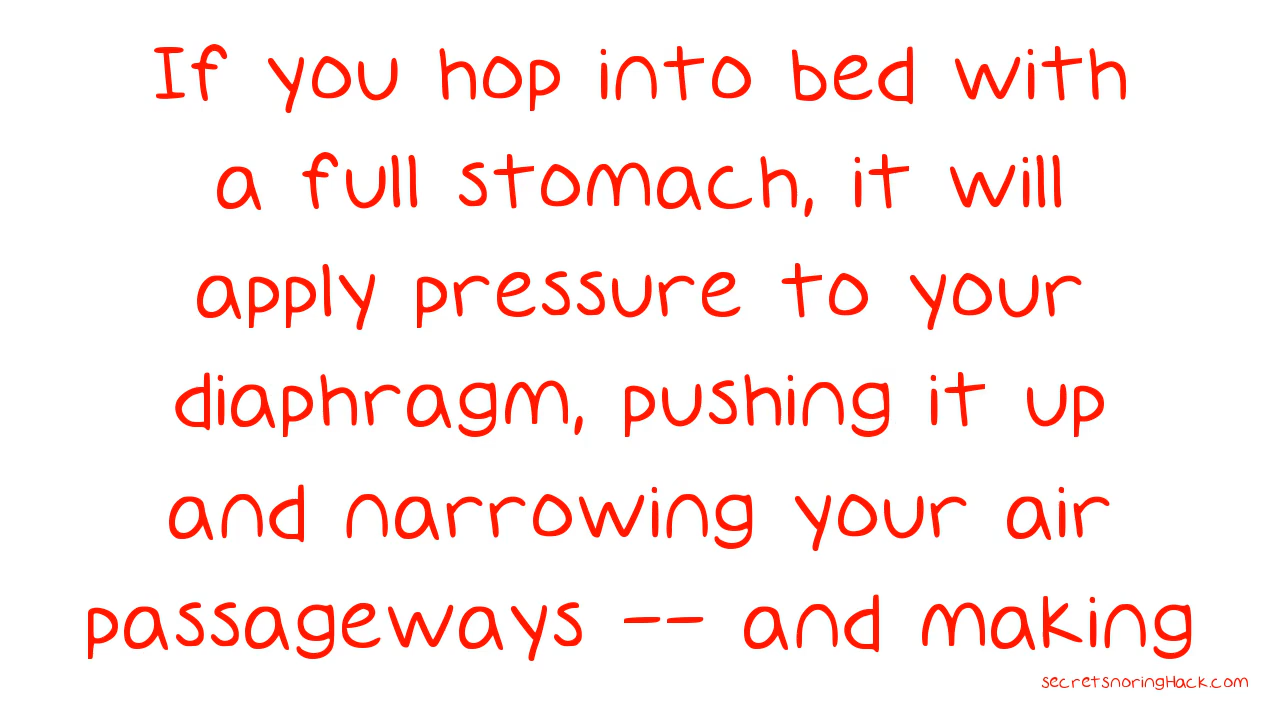 If you hop into bed with
a full stomach, it will
apply pressure to your
diaphragm, pushing it up
and narrowing your air
passageways -- and making
secretsnoringHack.com